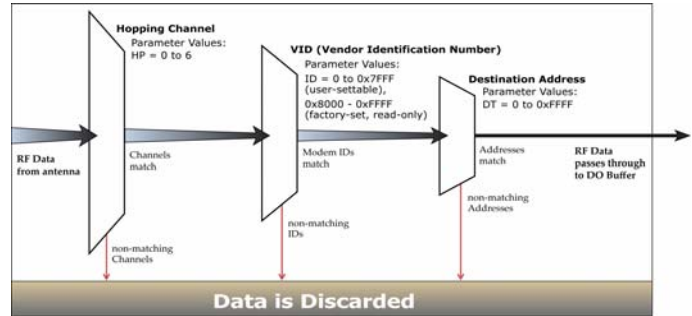 Hopping Channel
Parameter Values:
HP = 0 to 6
VID (Vendor Identification Number)
Parameter Values:
ID = 0 to 0x7FFF
(user-settable),
0x8000 - 0xFFFF
(factory-set, read-only)
Destination Address
Parameter Values:
DT = 0 to 0xFFFF
RF Data
from antenna
Channels
match
Modem IDs
match
Addresses
match
RF Data
passes through
to DO Buffer
non-matching
Channels
non-matching
IDs
non-matching
Addresses
Data is Discarded